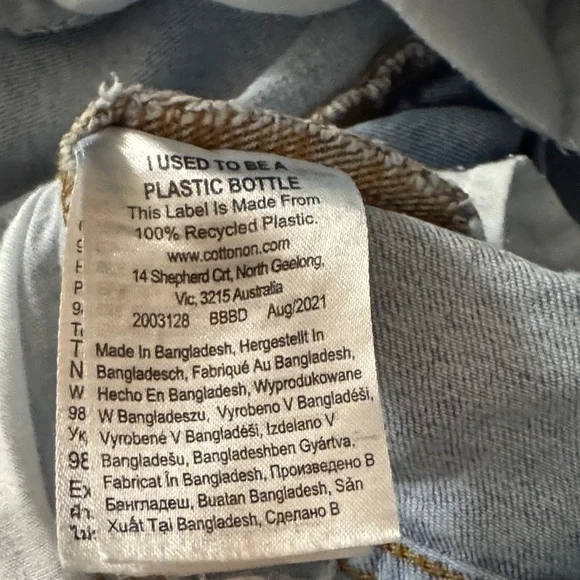 I USED TO BE A
PLASTIC BOTTLE
This Label Is Made From
100% Recycled Plastic.
www.cottonon.com
14 Shepherd Crt, North Geelong,
Vic, 3215 Australia
2003128 BBBD Aug/2021
Made In Bangladesh, Hergestellt In
Bangladesch, Fabriqué Au Bangladesh,
Hecho En Bangladesh, Wyprodukowane
W Bangladeszu, Vyrobeno V Bangladéši,
Vyrobené V Bangladéši, Izdelano V
Bangladešu, Bangladeshben Gyártva,
Fabricat În Bangladesh, Произведено В
Бангладеш, Buatan Bangladesh, Sản
Xuất Tại Bangladesh, Сделано В